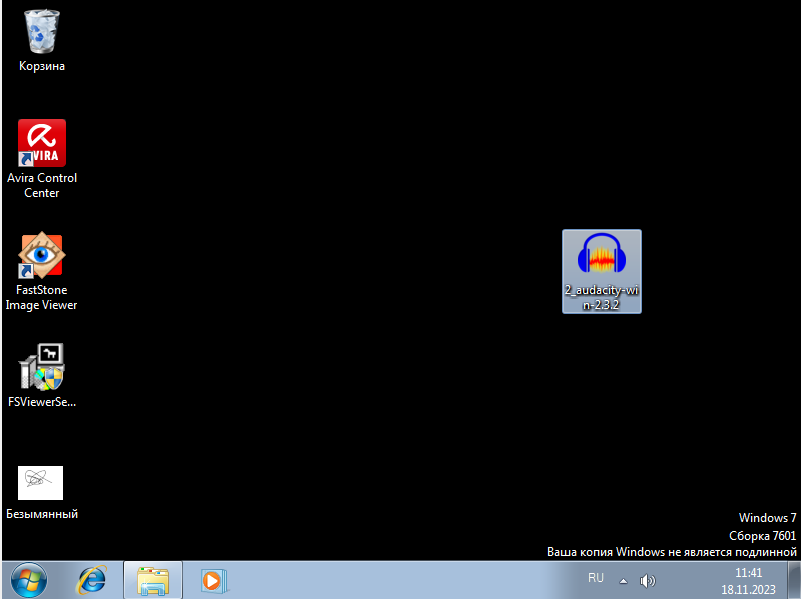 Корзина
AVIRA
Avira Control
Center
FastStone
Image Viewer
FSViewerSe...
Безымянный
2_audacity-wi
n-2.3.2
Windows 7
Сборка 7601
Ваша копия Windows не является подлинной
RU
11:41
18.11.2023